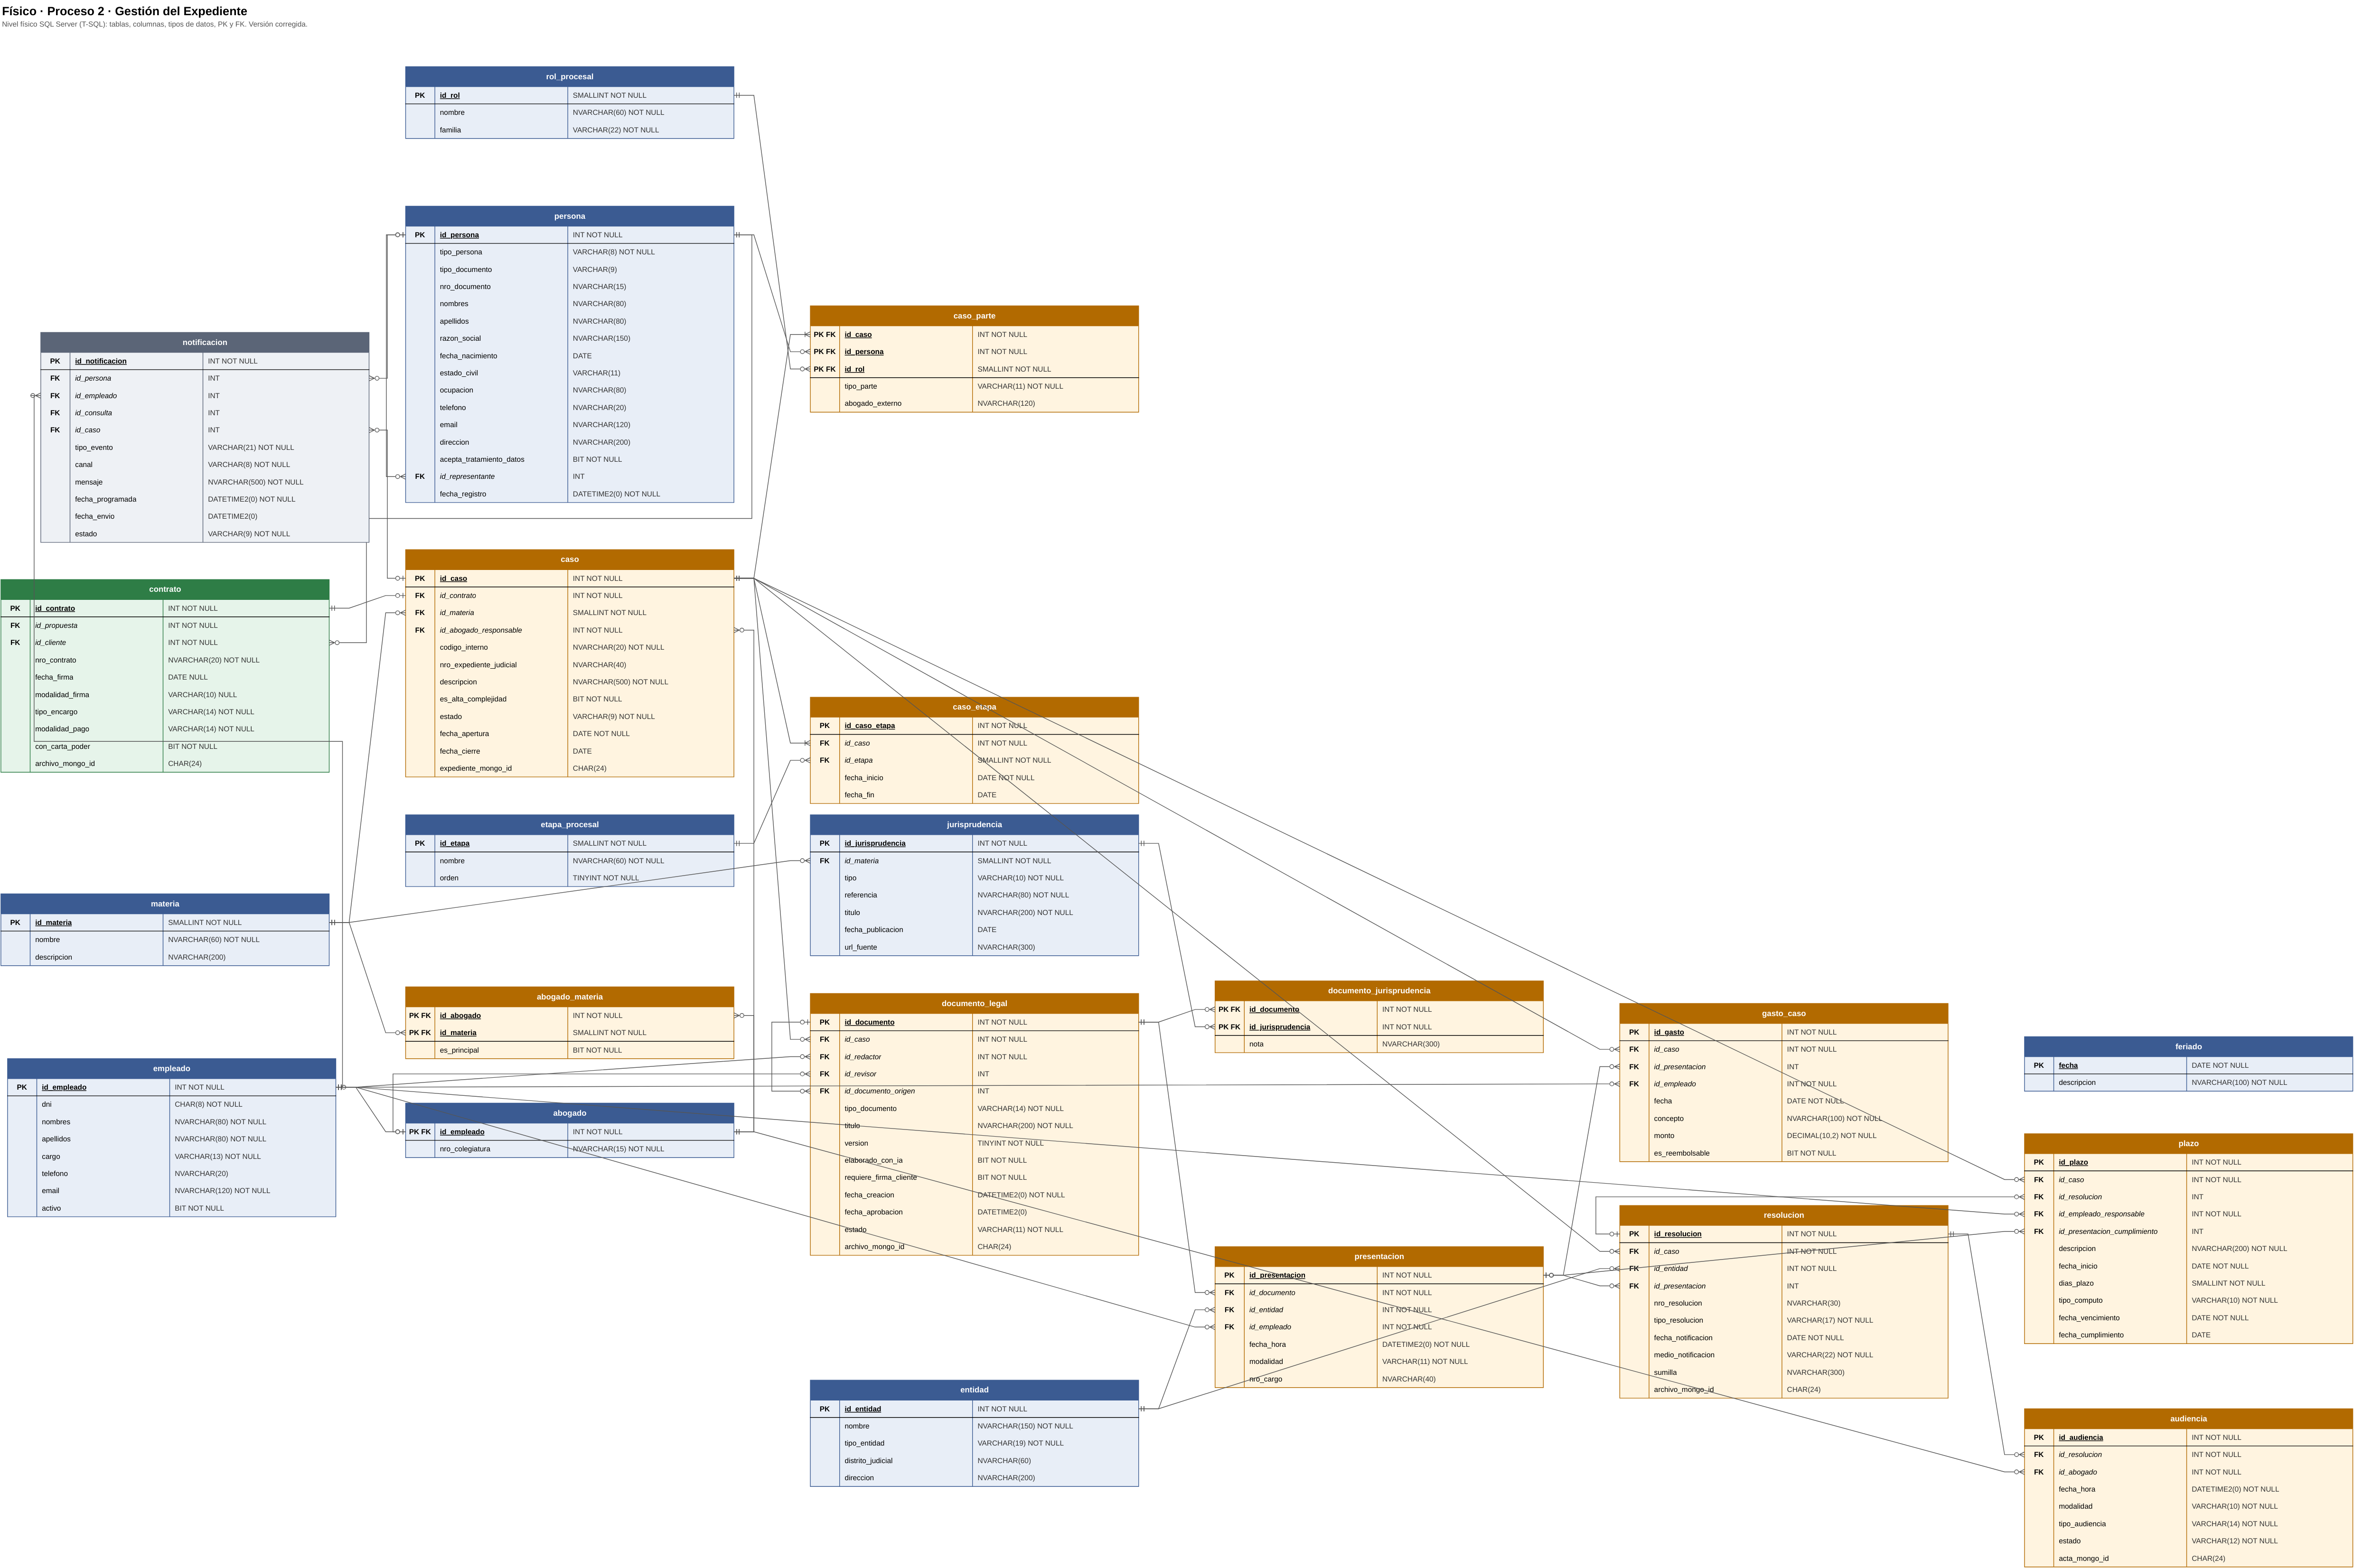 Físico · Proceso 2 · Gestión del Expediente
Nivel físico SQL Server (T-SQL): tablas, columnas, tipos de datos, PK y FK. Versión corregida.
rol_procesal
PK id_rol SMALLINT NOT NULL
nombre NVARCHAR(60) NOT NULL
familia VARCHAR(22) NOT NULL
persona
PK id_persona INT NOT NULL
tipo_persona VARCHAR(8) NOT NULL
tipo_documento VARCHAR(9)
nro_documento NVARCHAR(15)
nombres NVARCHAR(80)
apellidos NVARCHAR(80)
razon_social NVARCHAR(150)
fecha_nacimiento DATE
estado_civil VARCHAR(11)
ocupacion NVARCHAR(80)
telefono NVARCHAR(20)
email NVARCHAR(120)
direccion NVARCHAR(200)
acepta_tratamiento_datos BIT NOT NULL
FK id_representante INT
fecha_registro DATETIME2(0) NOT NULL
caso_parte
PK FK id_caso INT NOT NULL
PK FK id_persona INT NOT NULL
PK FK id_rol SMALLINT NOT NULL
tipo_parte VARCHAR(11) NOT NULL
abogado_externo NVARCHAR(120)
notificacion
PK id_notificacion INT NOT NULL
FK id_persona INT
FK id_empleado INT
FK id_consulta INT
FK id_caso INT
tipo_evento VARCHAR(21) NOT NULL
canal VARCHAR(8) NOT NULL
mensaje NVARCHAR(500) NOT NULL
fecha_programada DATETIME2(0) NOT NULL
fecha_envio DATETIME2(0)
estado VARCHAR(9) NOT NULL
contrato
PK id_contrato INT NOT NULL
FK id_propuesta INT NOT NULL
FK id_cliente INT NOT NULL
nro_contrato NVARCHAR(20) NOT NULL
fecha_firma DATE NULL
modalidad_firma VARCHAR(10) NULL
tipo_encargo VARCHAR(14) NOT NULL
modalidad_pago VARCHAR(14) NOT NULL
con_carta_poder BIT NOT NULL
archivo_mongo_id CHAR(24)
caso
PK id_caso INT NOT NULL
FK id_contrato INT NOT NULL
FK id_materia SMALLINT NOT NULL
FK id_abogado_responsable INT NOT NULL
codigo_interno NVARCHAR(20) NOT NULL
nro_expediente_judicial NVARCHAR(40)
descripcion NVARCHAR(500) NOT NULL
es_alta_complejidad BIT NOT NULL
estado VARCHAR(9) NOT NULL
fecha_apertura DATE NOT NULL
fecha_cierre DATE
expediente_mongo_id CHAR(24)
caso_etapa
PK id_caso_etapa INT NOT NULL
FK id_caso INT NOT NULL
FK id_etapa SMALLINT NOT NULL
fecha_inicio DATE NOT NULL
fecha_fin DATE
etapa_procesal
PK id_etapa SMALLINT NOT NULL
nombre NVARCHAR(60) NOT NULL
orden TINYINT NOT NULL
jurisprudencia
PK id_jurisprudencia INT NOT NULL
FK id_materia SMALLINT NOT NULL
tipo VARCHAR(10) NOT NULL
referencia NVARCHAR(80) NOT NULL
titulo NVARCHAR(200) NOT NULL
fecha_publicacion DATE
url_fuente NVARCHAR(300)
materia
PK id_materia SMALLINT NOT NULL
nombre NVARCHAR(60) NOT NULL
descripcion NVARCHAR(200)
abogado_materia
PK FK id_abogado INT NOT NULL
PK FK id_materia SMALLINT NOT NULL
es_principal BIT NOT NULL
documento_legal
PK id_documento INT NOT NULL
FK id_caso INT NOT NULL
FK id_redactor INT NOT NULL
FK id_revisor INT
FK id_documento_origen INT
tipo_documento VARCHAR(14) NOT NULL
titulo NVARCHAR(200) NOT NULL
version TINYINT NOT NULL
elaborado_con_ia BIT NOT NULL
requiere_firma_cliente BIT NOT NULL
fecha_creacion DATETIME2(0) NOT NULL
fecha_aprobacion DATETIME2(0)
estado VARCHAR(11) NOT NULL
archivo_mongo_id CHAR(24)
documento_jurisprudencia
PK FK id_documento INT NOT NULL
PK FK id_jurisprudencia INT NOT NULL
nota NVARCHAR(300)
gasto_caso
PK id_gasto INT NOT NULL
FK id_caso INT NOT NULL
FK id_presentacion INT
FK id_empleado INT NOT NULL
fecha DATE NOT NULL
concepto NVARCHAR(100) NOT NULL
monto DECIMAL(10,2) NOT NULL
es_reembolsable BIT NOT NULL
feriado
PK fecha DATE NOT NULL
descripcion NVARCHAR(100) NOT NULL
empleado
PK id_empleado INT NOT NULL
dni CHAR(8) NOT NULL
nombres NVARCHAR(80) NOT NULL
apellidos NVARCHAR(80) NOT NULL
cargo VARCHAR(13) NOT NULL
telefono NVARCHAR(20)
email NVARCHAR(120) NOT NULL
activo BIT NOT NULL
abogado
PK FK id_empleado INT NOT NULL
nro_colegiatura NVARCHAR(15) NOT NULL
plazo
PK id_plazo INT NOT NULL
FK id_caso INT NOT NULL
FK id_resolucion INT
FK id_empleado_responsable INT NOT NULL
FK id_presentacion_cumplimiento INT
descripcion NVARCHAR(200) NOT NULL
fecha_inicio DATE NOT NULL
dias_plazo SMALLINT NOT NULL
tipo_computo VARCHAR(10) NOT NULL
fecha_vencimiento DATE NOT NULL
fecha_cumplimiento DATE
resolucion
PK id_resolucion INT NOT NULL
FK id_caso INT NOT NULL
FK id_entidad INT NOT NULL
FK id_presentacion INT
nro_resolucion NVARCHAR(30)
tipo_resolucion VARCHAR(17) NOT NULL
fecha_notificacion DATE NOT NULL
medio_notificacion VARCHAR(22) NOT NULL
sumilla NVARCHAR(300)
archivo_mongo_id CHAR(24)
presentacion
PK id_presentacion INT NOT NULL
FK id_documento INT NOT NULL
FK id_entidad INT NOT NULL
FK id_empleado INT NOT NULL
fecha_hora DATETIME2(0) NOT NULL
modalidad VARCHAR(11) NOT NULL
nro_cargo NVARCHAR(40)
entidad
PK id_entidad INT NOT NULL
nombre NVARCHAR(150) NOT NULL
tipo_entidad VARCHAR(19) NOT NULL
distrito_judicial NVARCHAR(60)
direccion NVARCHAR(200)
audiencia
PK id_audiencia INT NOT NULL
FK id_resolucion INT NOT NULL
FK id_abogado INT NOT NULL
fecha_hora DATETIME2(0) NOT NULL
modalidad VARCHAR(10) NOT NULL
tipo_audiencia VARCHAR(14) NOT NULL
estado VARCHAR(12) NOT NULL
acta_mongo_id CHAR(24)